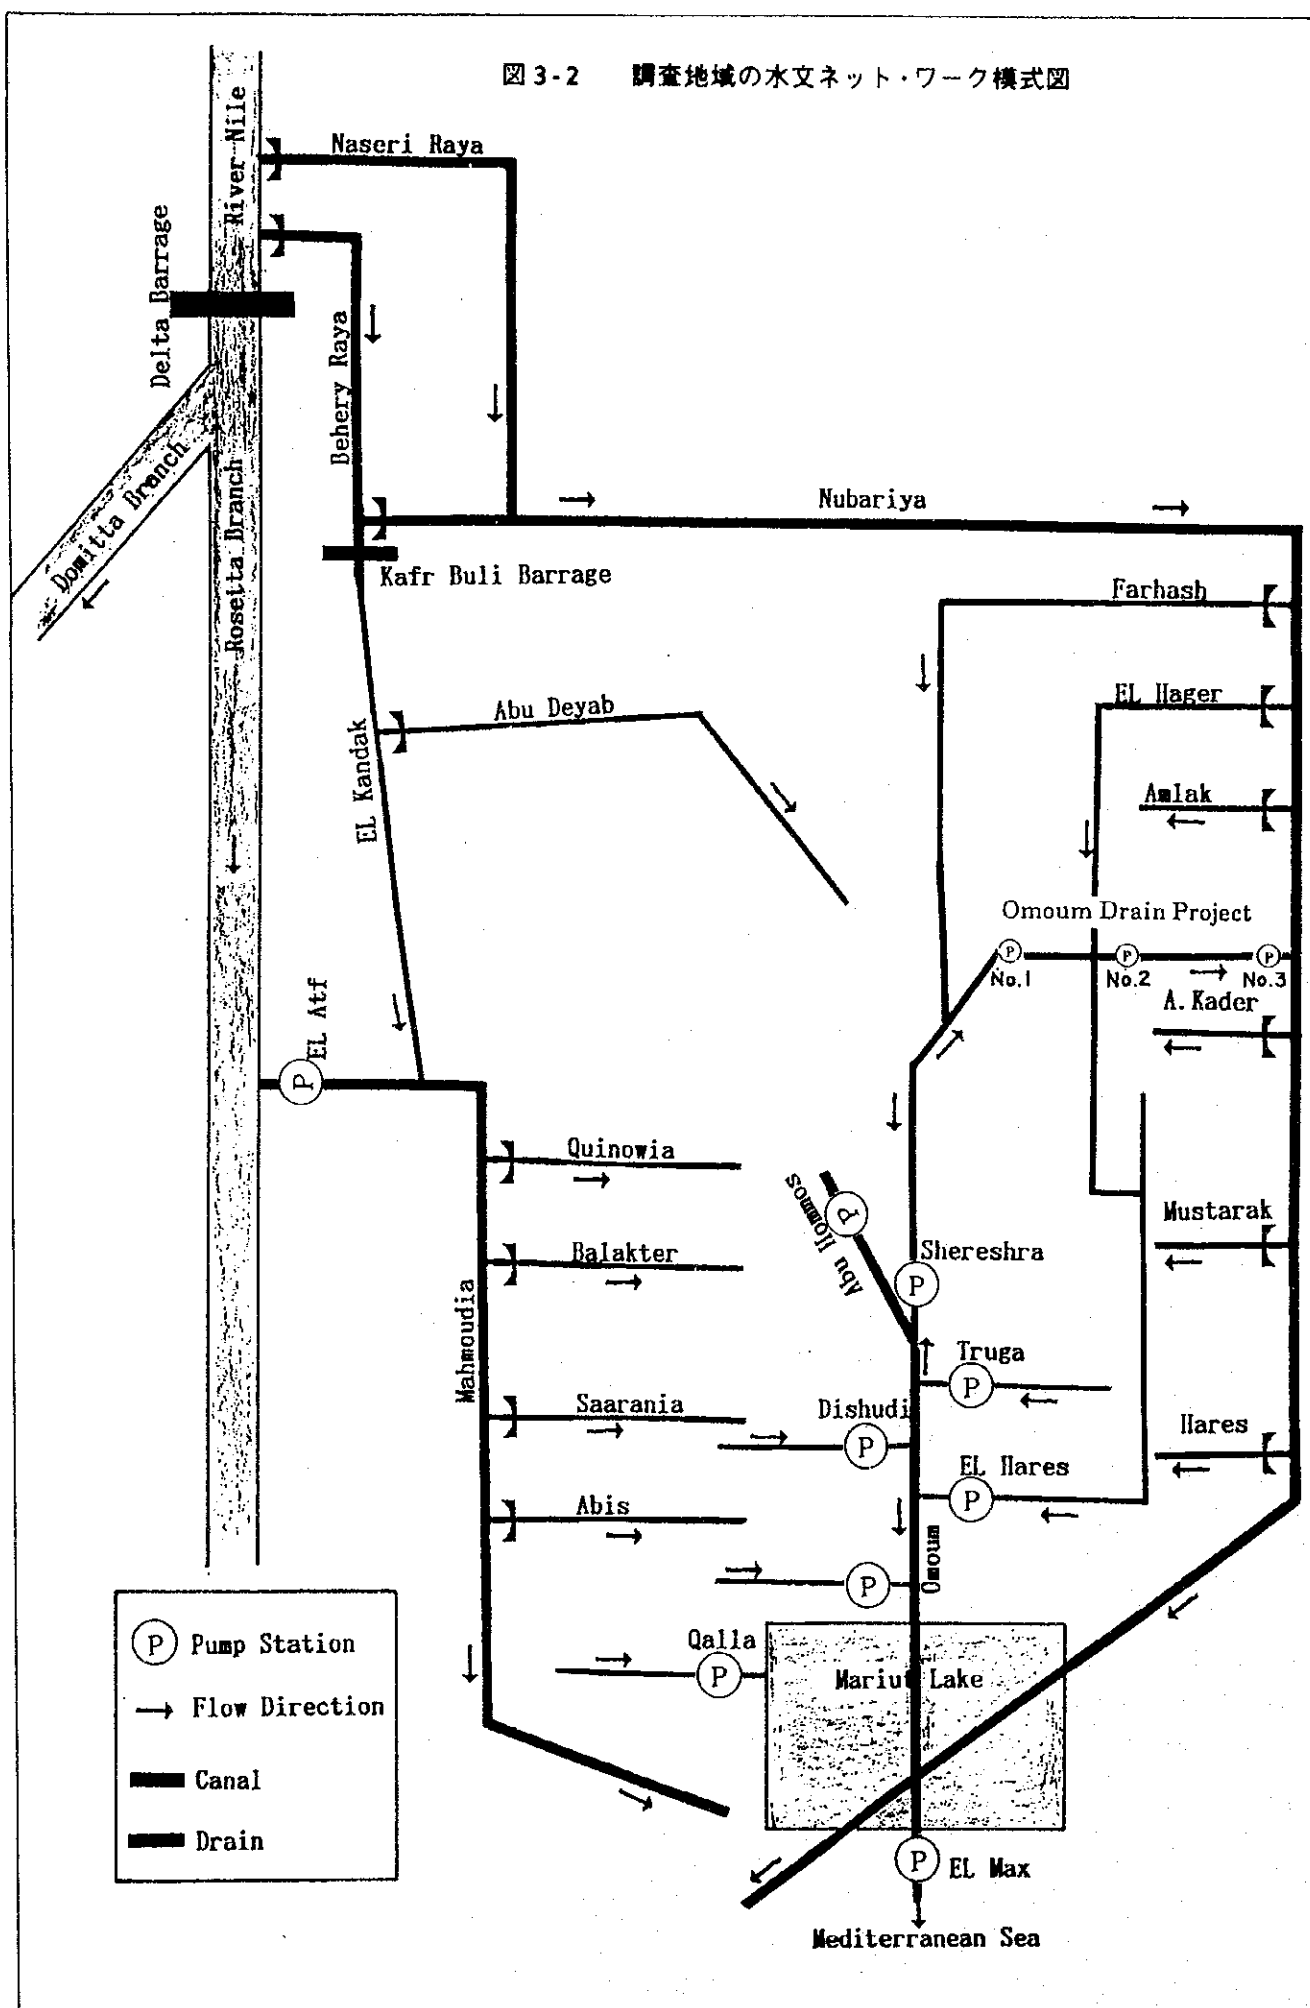 図 3-2 調査地域の水文ネット・ワーク模式図
River Nile
Naseri Raya
Delta Barrage
Behery Raya
Domitta Branch
Rosetta Branch
Nubariya
Kafr Buli Barrage
Farhash
EL Hager
Abu Deyab
EL Kandak
Amlak
Omoum Drain Project
P
P
P
No.1
No.2
No.3
A. Kader
EL Atf
P
Quinowia
Abu Hommos
P
Mustarak
Shereshra
P
Balakter
Mahmoudia
Truga
P
Saarania
Dishudi
P
Hares
EL Hares
P
Abis
Omoum
P
Qalla
P
Mariut Lake
P Pump Station
→ Flow Direction
Canal
Drain
P EL Max
Mediterranean Sea